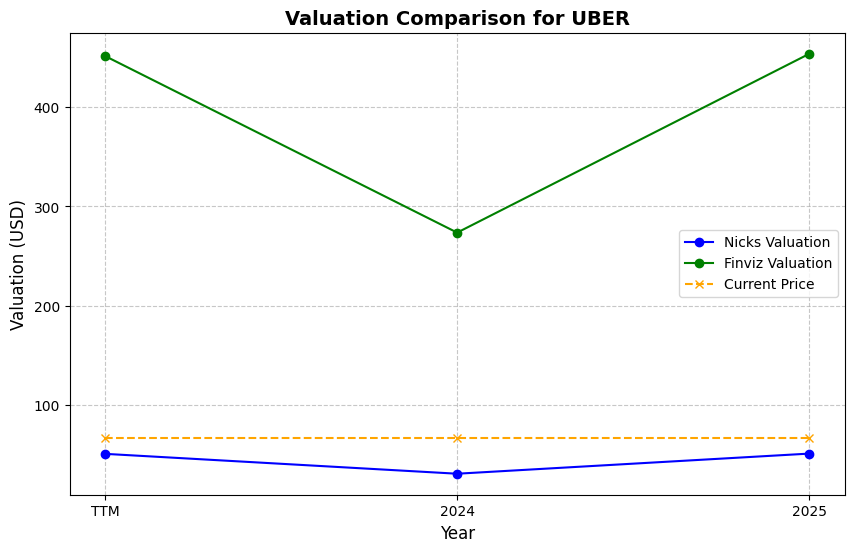 Valuation Comparison for UBER
Valuation (USD)
400
300
200
100
Nicks Valuation
Finviz Valuation
Current Price
TTM
2024
2025
Year